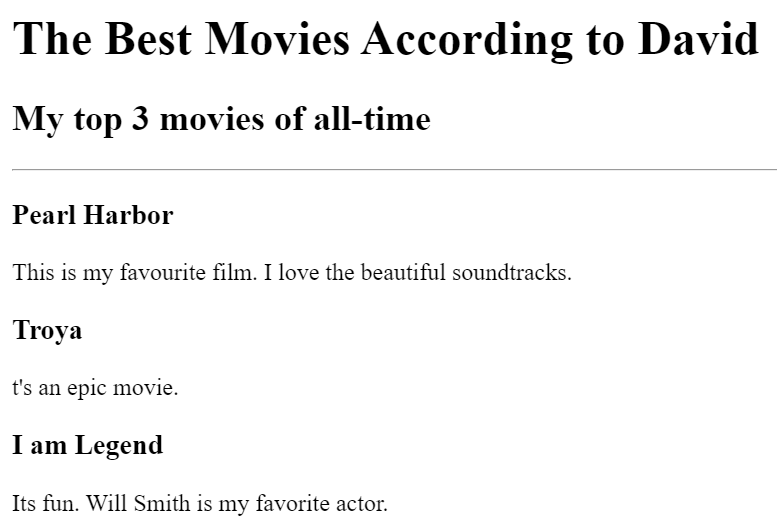 The Best Movies According to David
My top 3 movies of all-time
Pearl Harbor
This is my favourite film. I love the beautiful soundtracks.
Troya
t's an epic movie.
I am Legend
Its fun. Will Smith is my favorite actor.